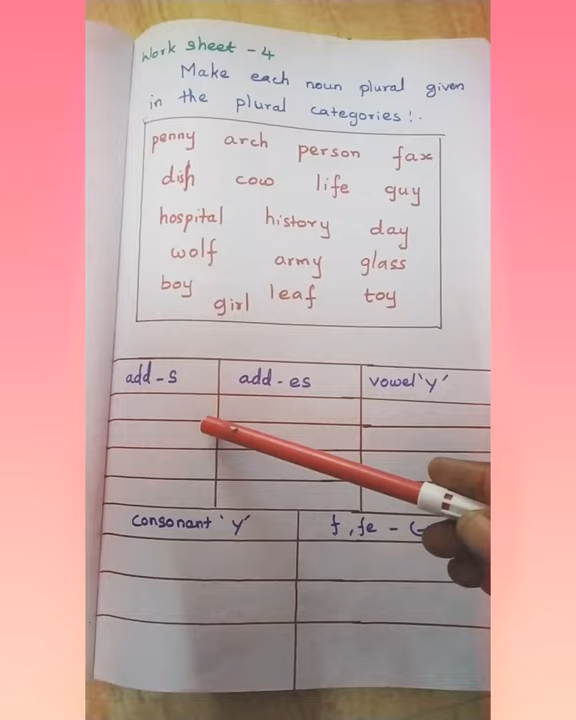 Work sheet - 4
Make each noun plural given
in the plural categories!.
penny arch person fax
dish cow life guy
hospital history day
wolf army glass
boy girl leaf toy
add - s add - es vowel 'y'
consonant 'y' f, fe -